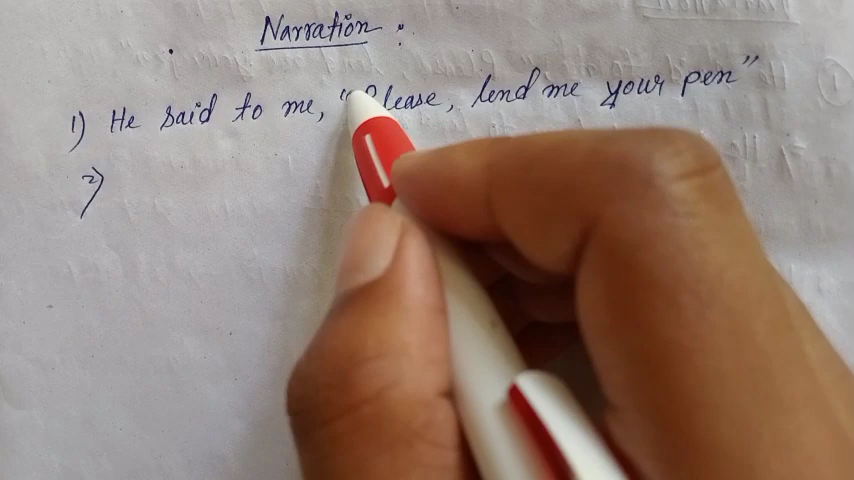 Narration :
1) He said to me, "Please, lend me your pen"
2)